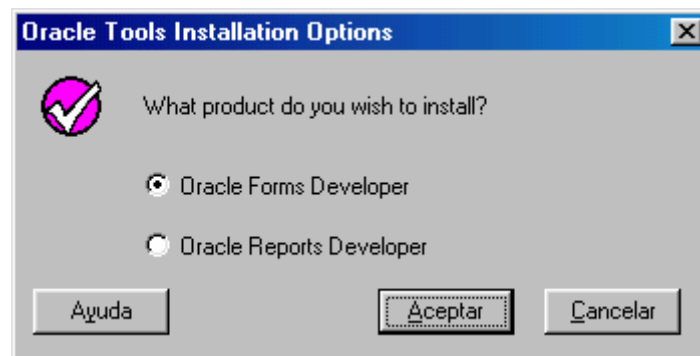 Oracle Tools Installation Options
What product do you wish to install?
Oracle Forms Developer
Oracle Reports Developer
Ayuda Aceptar Cancelar